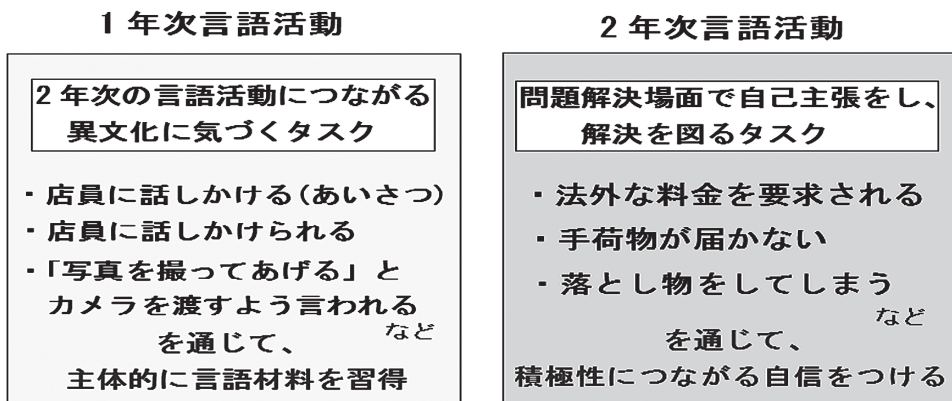 1年次言語活動
2年次の言語活動につながる
異文化に気づくタスク
・店員に話しかける(あいさつ)
・店員に話しかけられる
・「写真を撮ってあげる」と
カメラを渡すよう言われる
など
を通じて、
主体的に言語材料を習得
2年次言語活動
問題解決場面で自己主張をし、
解決を図るタスク
・法外な料金を要求される
・手荷物が届かない
・落とし物をしてしまう
など
を通じて、
積極性につながる自信をつける